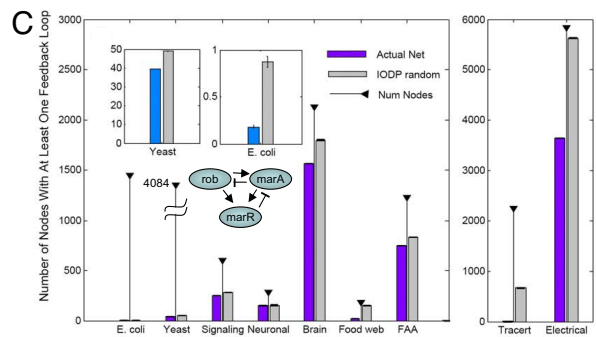 C
Number of Nodes With At Least One Feedback Loop
3000
2500
2000
1500
1000
500
0
50
40
30
20
10
0
Yeast
1
0.5
0
E. coli
Actual Net
IODP random
Num Nodes
4084
rob
marA
marR
E. coli Yeast Signaling Neuronal Brain Food web FAA
6000
5000
4000
3000
2000
1000
0
Tracert Electrical